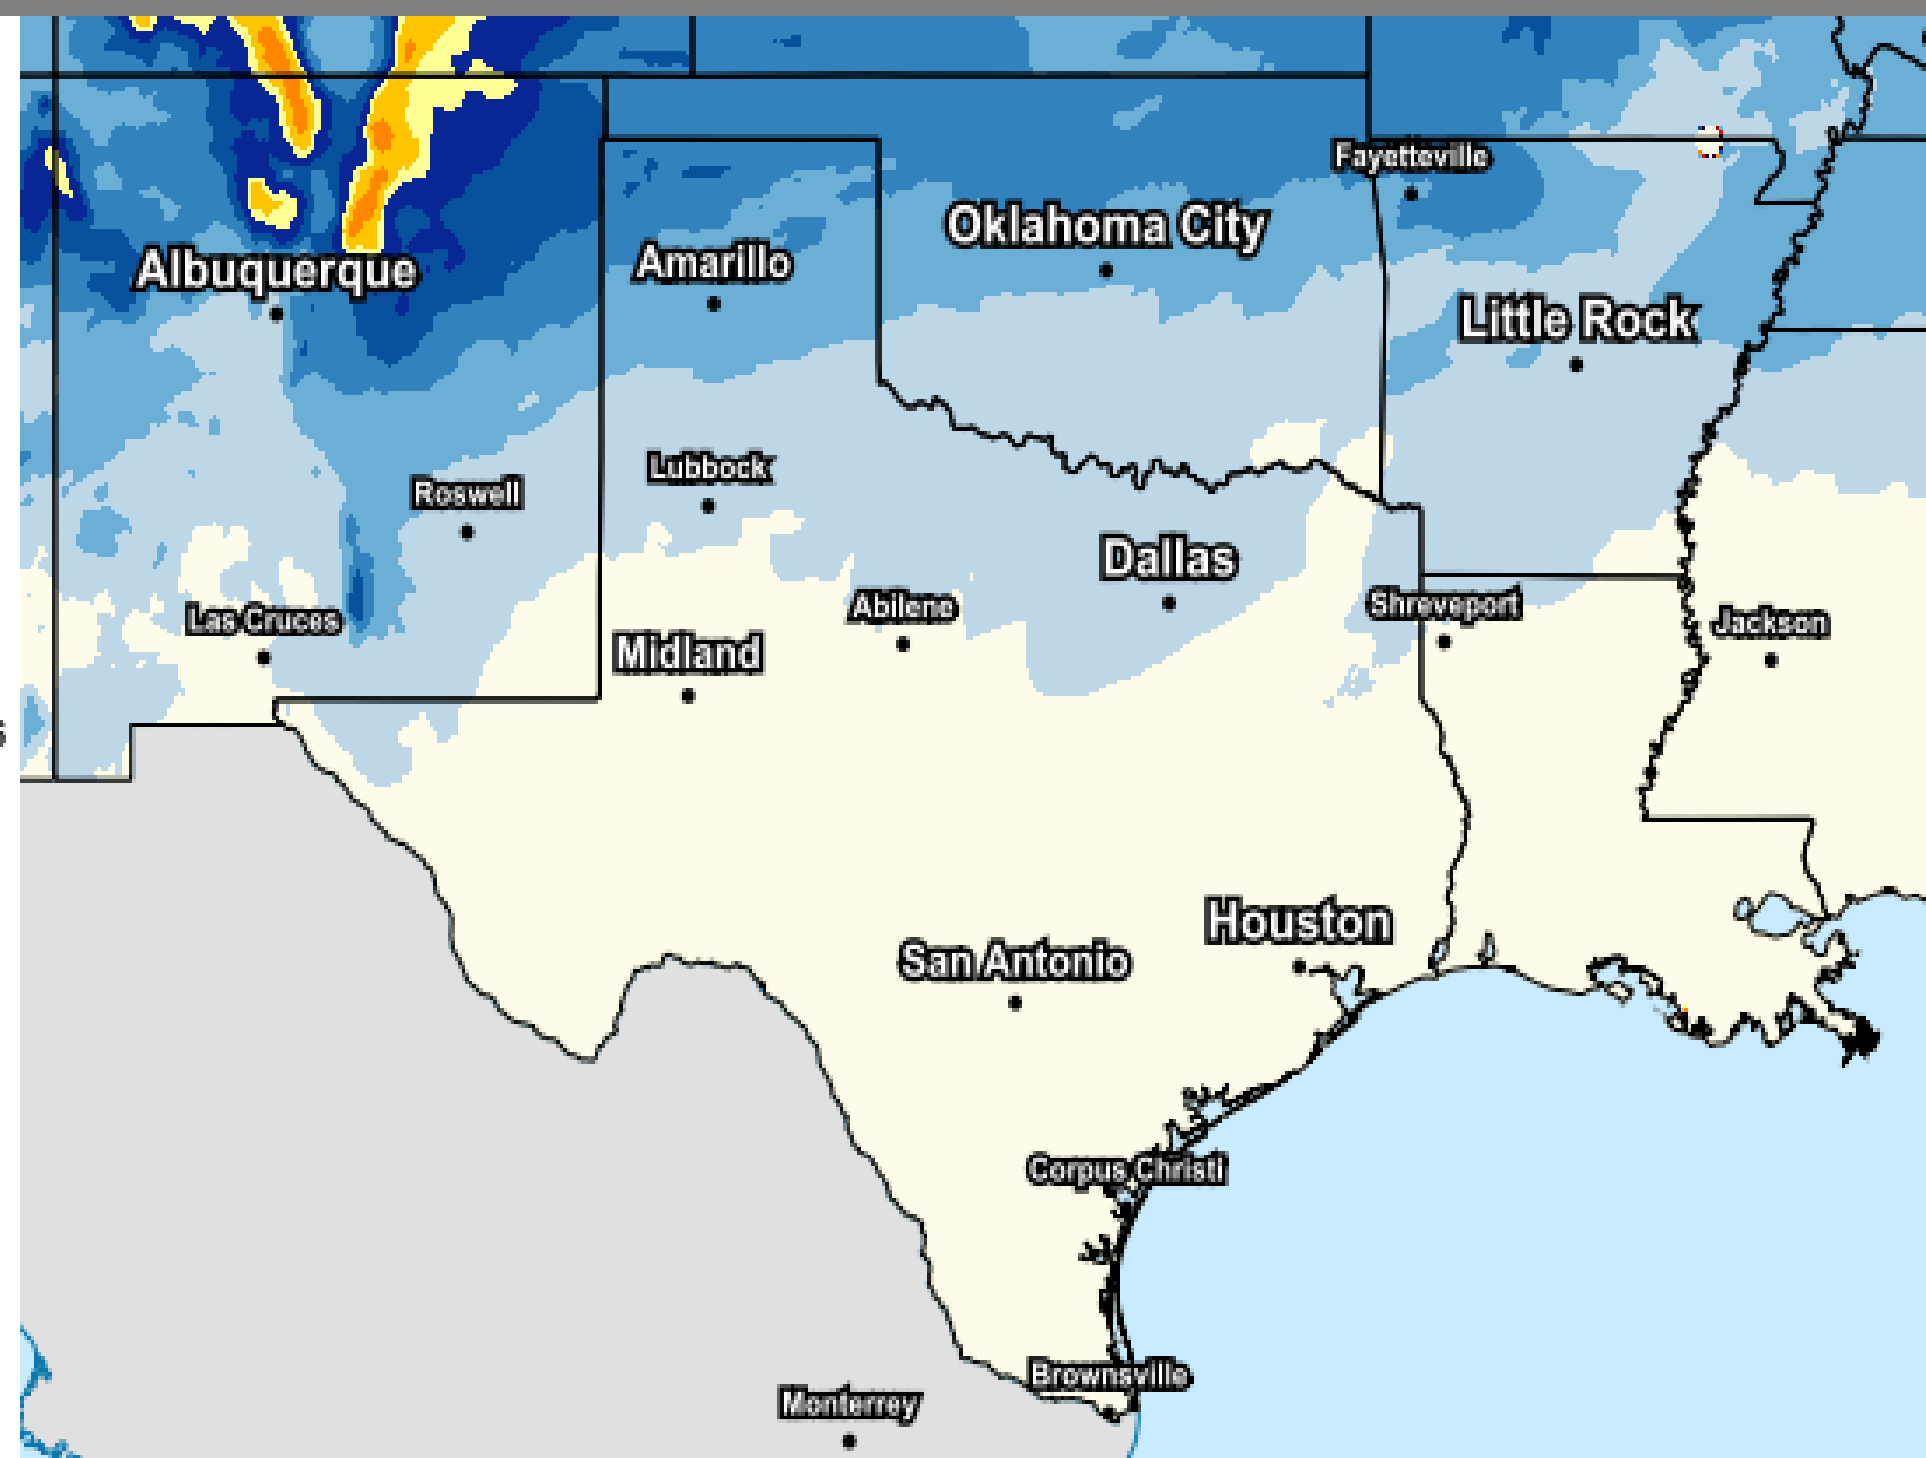 Fayetteville
Oklahoma City
Albuquerque
Amarillo
Little Rock
Lubbock
Roswell
Dallas
Abilene
Shreveport
Las Cruces
Jackson
Midland
Houston
San Antonio
Corpus Christi
Brownsville
Monterrey
s